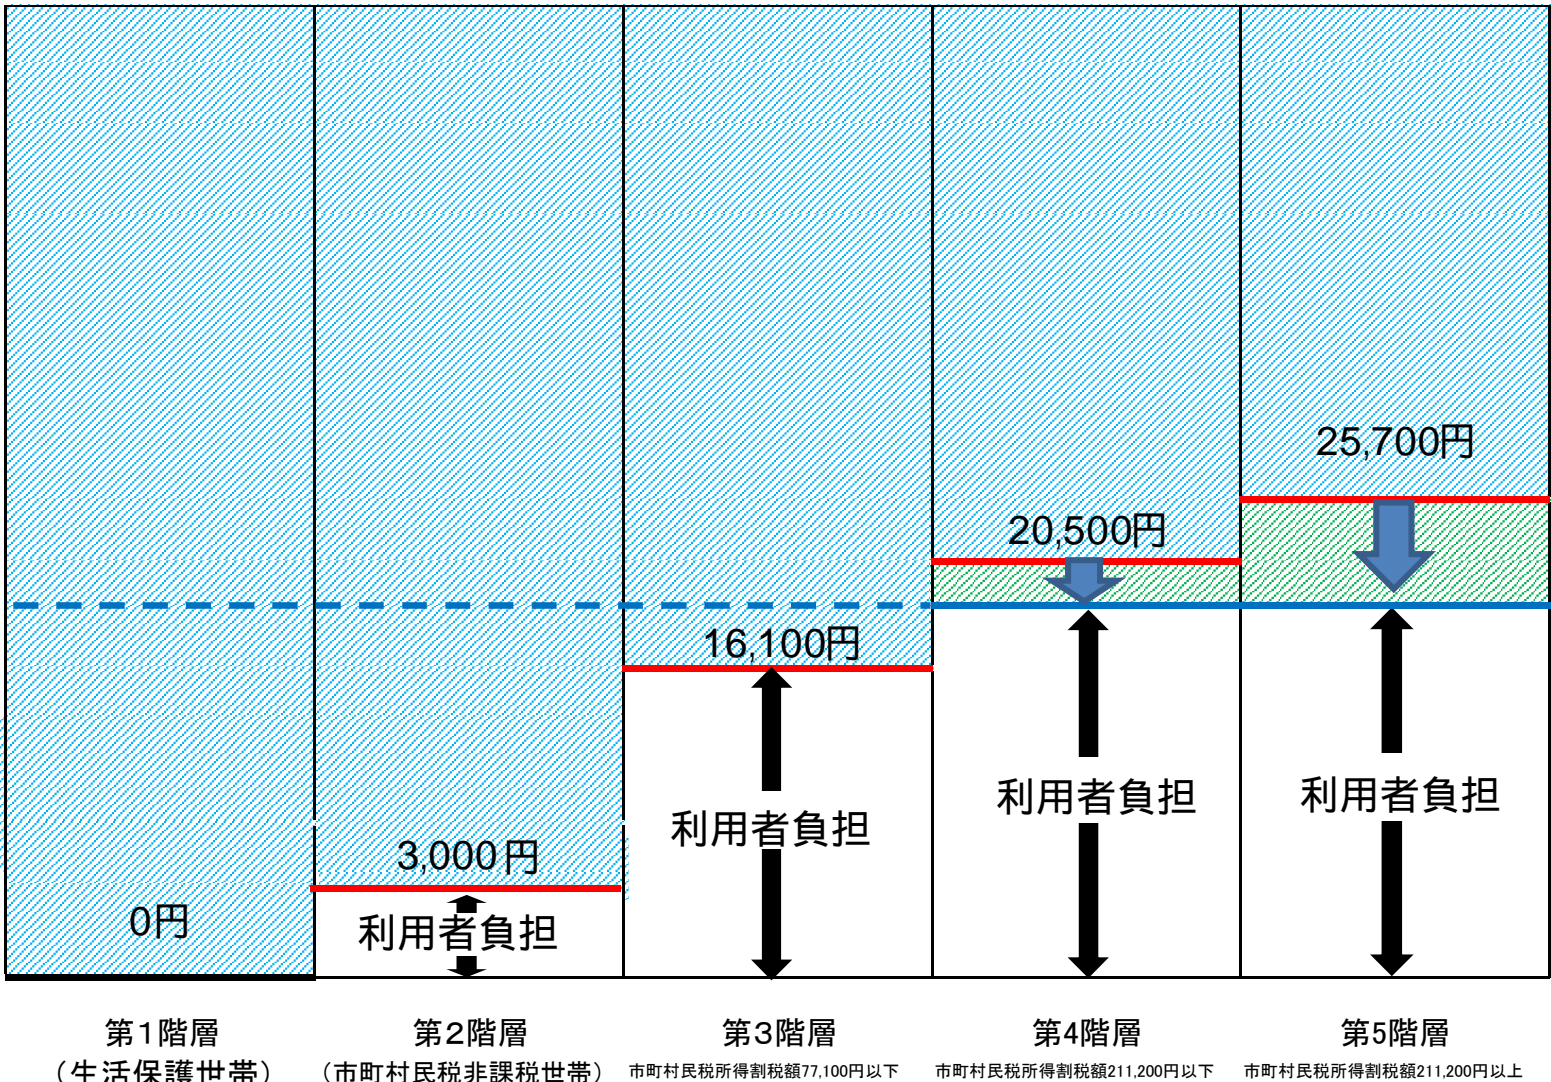 25,700円
20,500円
16,100円
3,000円
0円
利用者負担
利用者負担
利用者負担
利用者負担
第1階層
(生活保護世帯)
第2階層
(市町村民税非課税世帯)
第3階層
市町村民税所得割税額77,100円以下
第4階層
市町村民税所得割税額211,200円以下
第5階層
市町村民税所得割税額211,200円以上